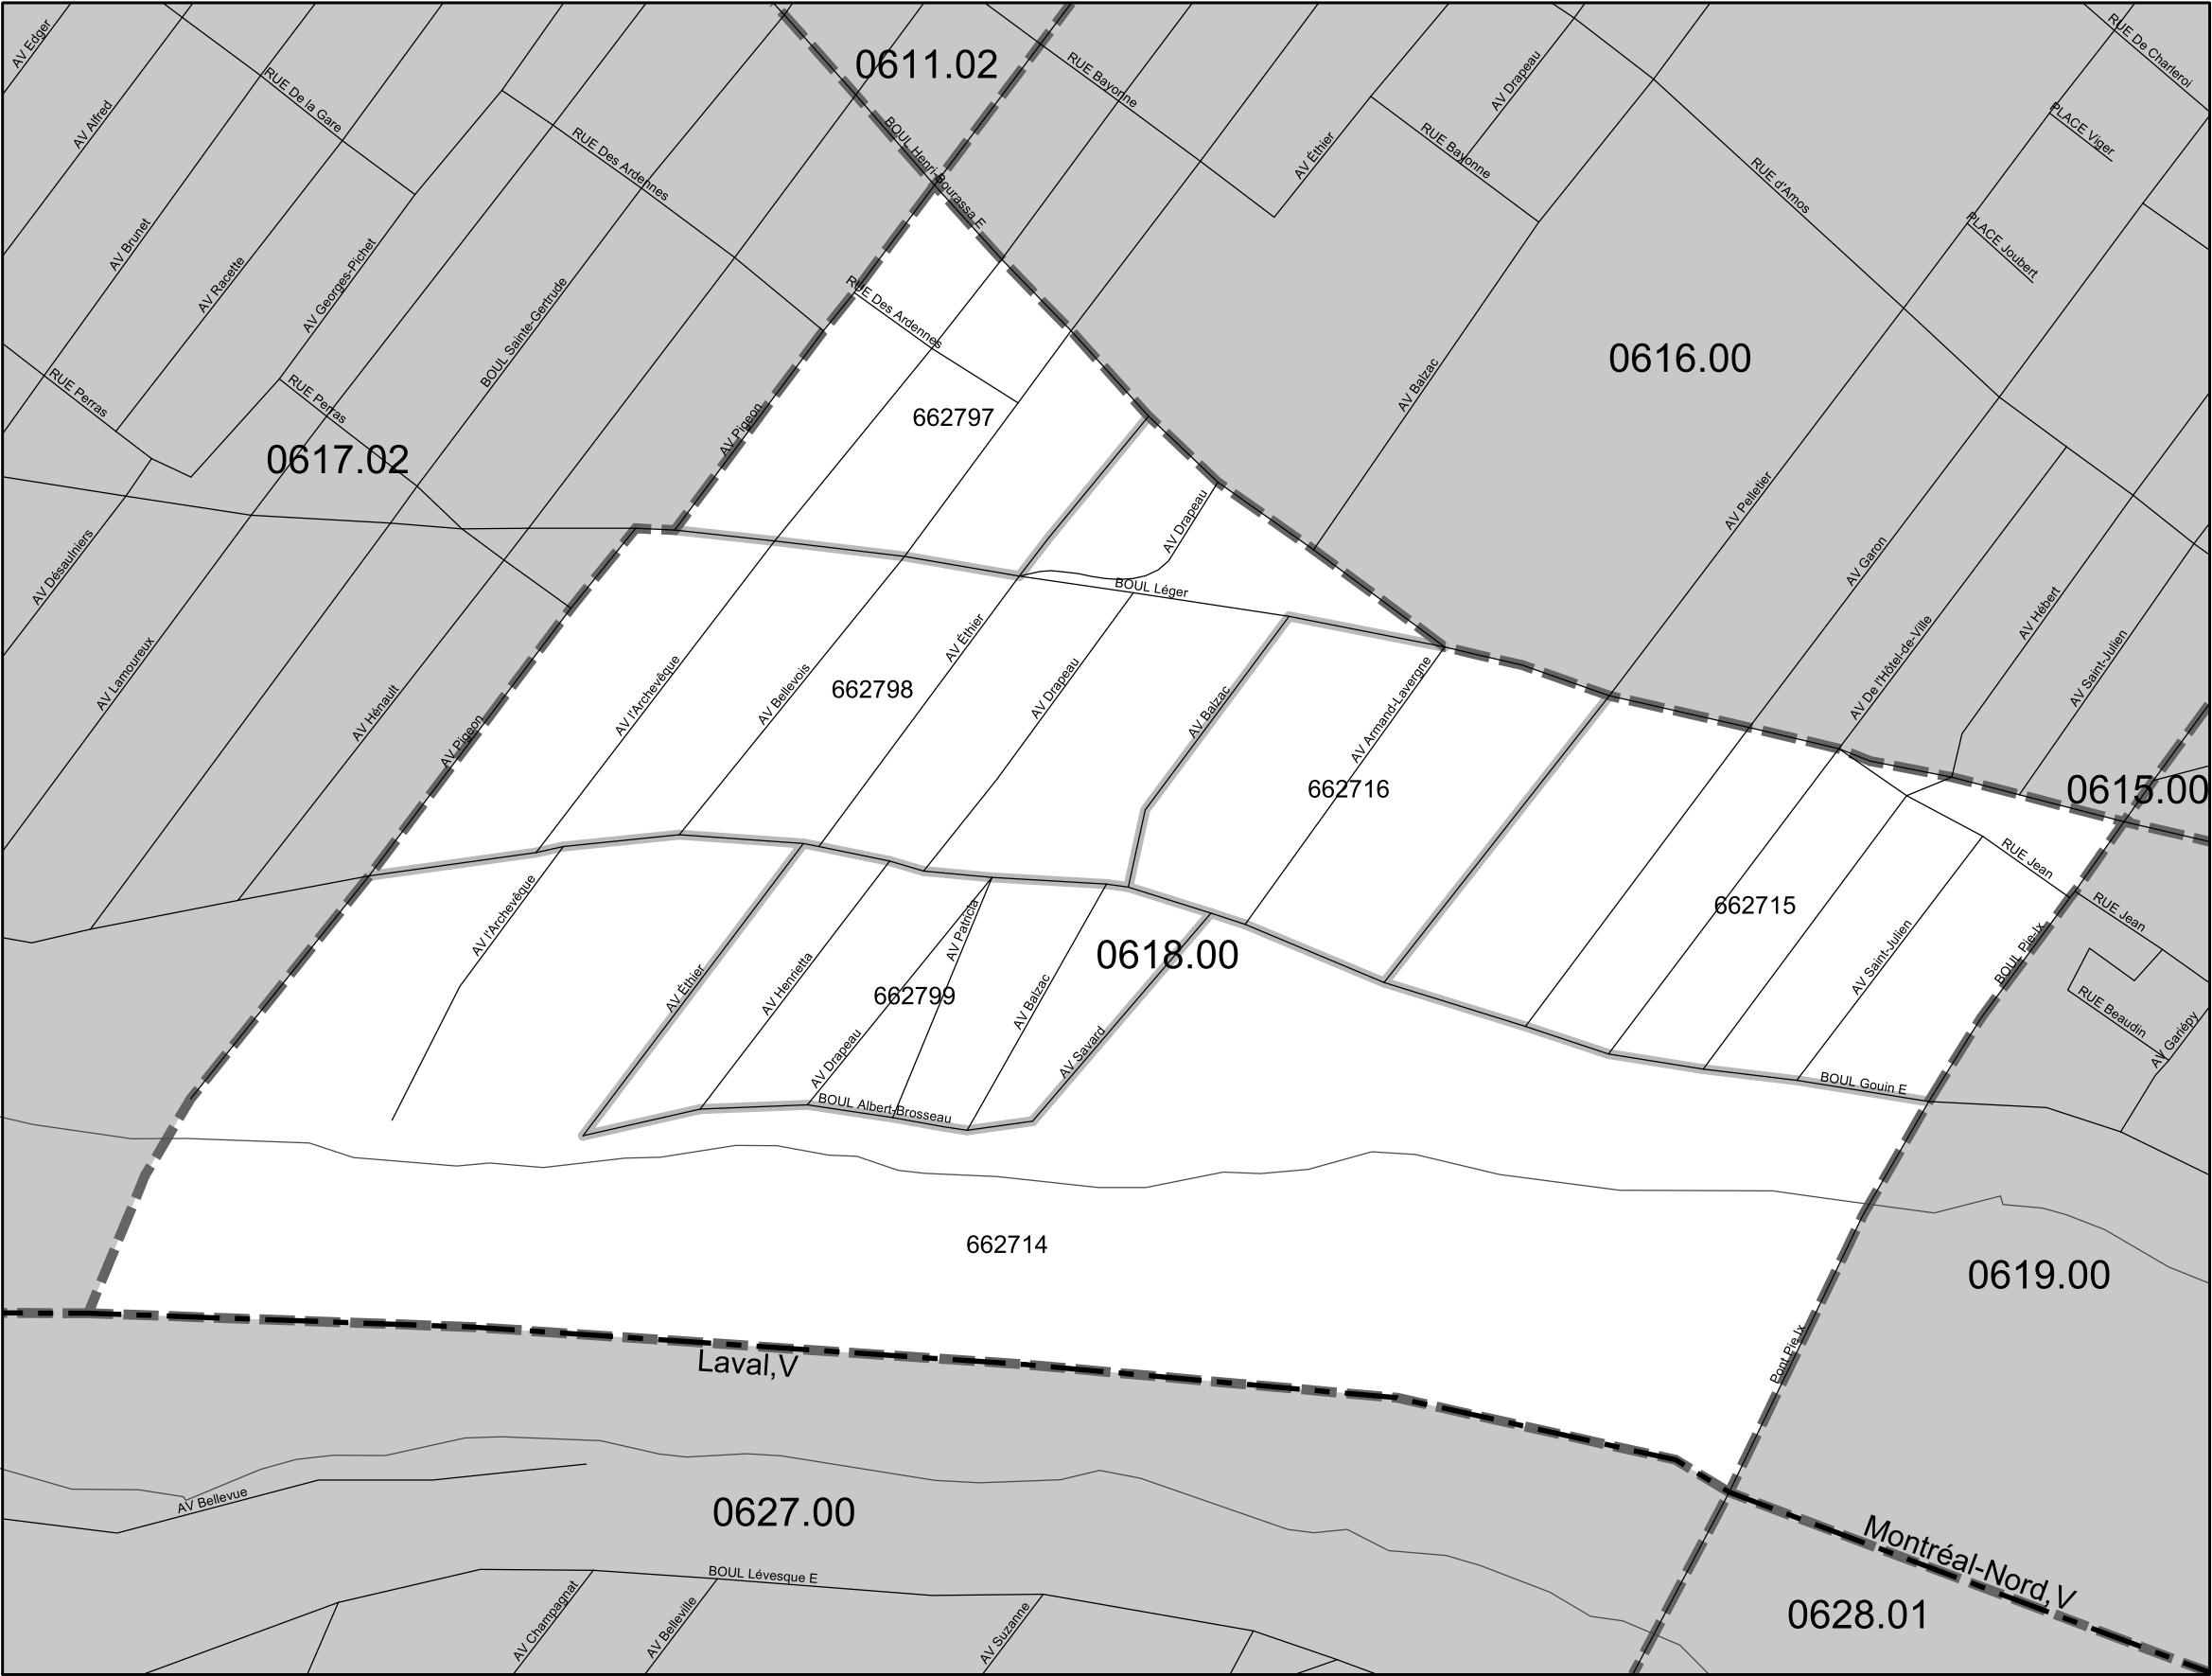 AV Edger
AV Alfred
RUE De la Gare
RUE Des Ardennes
0611.02
BOUL Henri-Bourassa E
RUE Bayonne
AV Éthier
RUE Bayonne
AV Drapeau
RUE d'Amos
RUE De Charleroi
PLACE Viger
PLACE Joubert
AV Brunet
AV Racette
AV Georges-Pichet
BOUL Sainte-Gertrude
RUE Des Ardennes
0616.00
AV Balzac
RUE Perras
RUE Perras
0617.02
AV Pigeon
662797
AV Pelletier
AV Drapeau
AV Désaulniers
AV Lamoureux
AV Hénault
AV Pigeon
BOUL Léger
AV Garon
AV Hébert
AV De l'Hôtel-de-Ville
AV Saint-Julien
AV l'Archevêque
AV Bellevois
AV Éthier
662798
AV Drapeau
AV Balzac
AV Armand-Lavergne
662716
0615.00
RUE Jean
RUE Jean
662715
AV l'Archevêque
AV Éthier
AV Henrietta
AV Patricia
0618.00
662799
AV Balzac
AV Drapeau
AV Savard
BOUL Albert-Brosseau
AV Saint-Julien
BOUL Pie-Ix
RUE Beaudin
AV Gariépy
BOUL Gouin E
662714
0619.00
Pont Pie Ix
Laval,V
AV Bellevue
0627.00
Montréal-Nord,V
BOUL Lévesque E
AV Champagnat
AV Belleville
AV Suzanne
0628.01